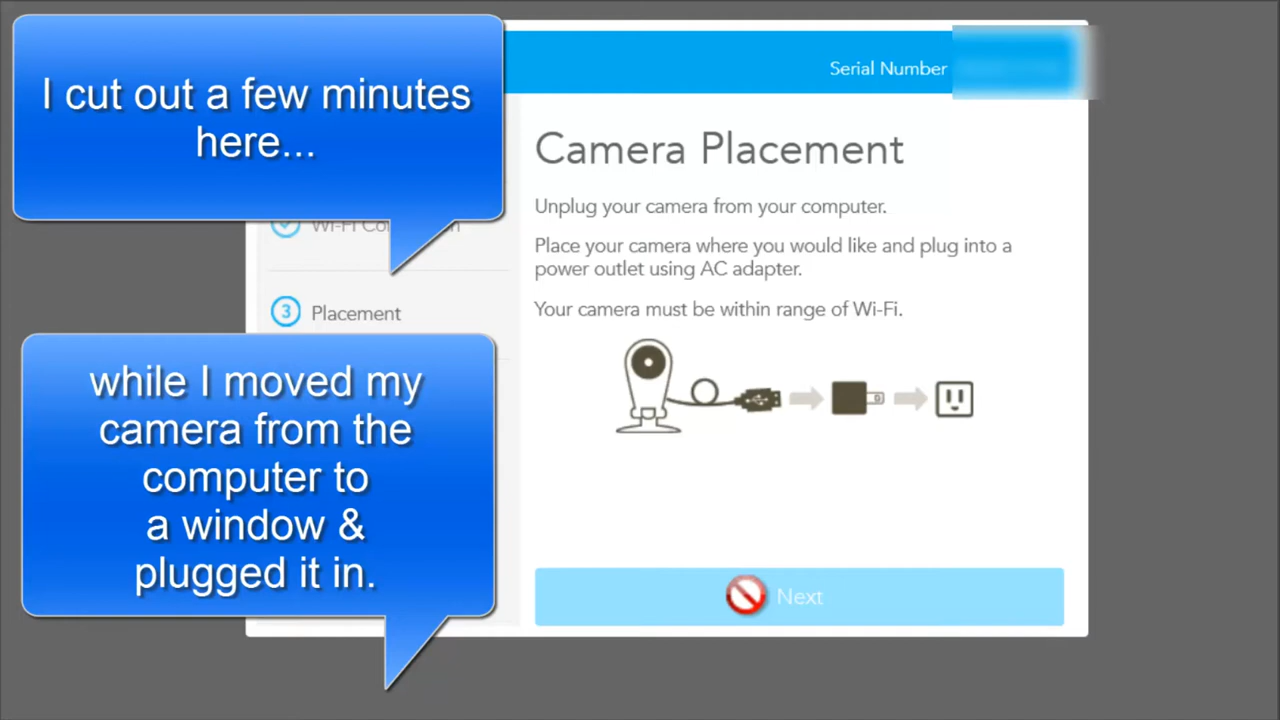 I cut out a few minutes
here...
Serial Number
Camera Placement
Unplug your camera from your computer.
Place your camera where you would like and plug into a
power outlet using AC adapter.
Your camera must be within range of Wi-Fi.
Wi-Fi
3 Placement
while I moved my
camera from the
computer to
a window &
plugged it in.
Next